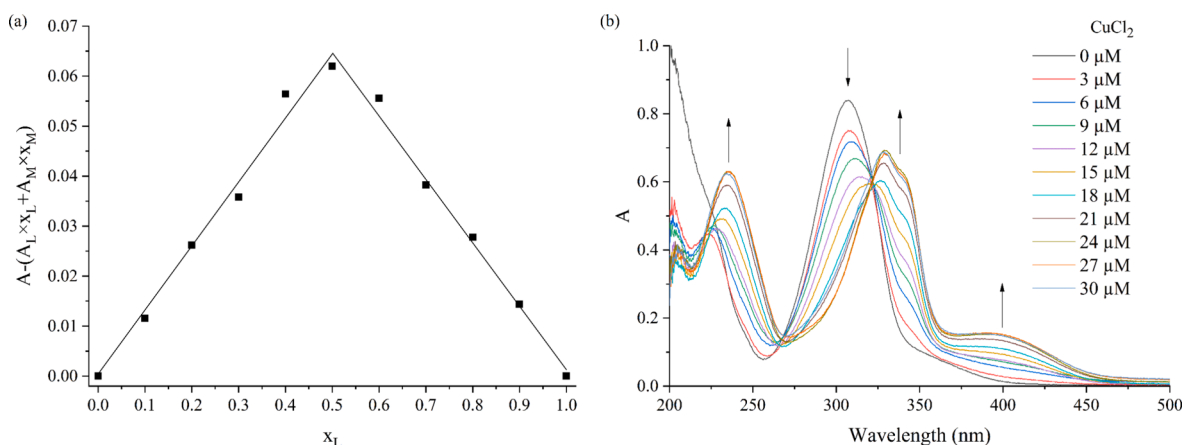 (a)
0.07
0.06
0.05
0.04
0.03
0.02
0.01
0.00
A-(A_L×x_L+A_M×x_M)
0.0 0.1 0.2 0.3 0.4 0.5 0.6 0.7 0.8 0.9 1.0
x_L
(b)
1.0
0.8
0.6
0.4
0.2
0.0
A
200 250 300 350 400 450 500
Wavelength (nm)
CuCl₂
0 µM
3 µM
6 µM
9 µM
12 µM
15 µM
18 µM
21 µM
24 µM
27 µM
30 µM